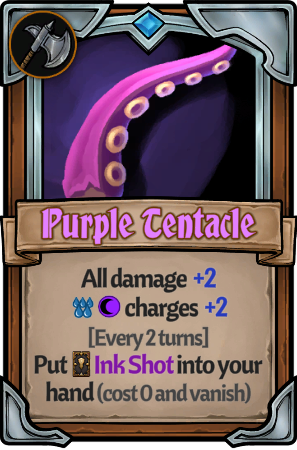 Purple Tentacle
All damage +2
charges +2
[Every 2 turns]
Put Ink Shot into your
hand (cost 0 and vanish)